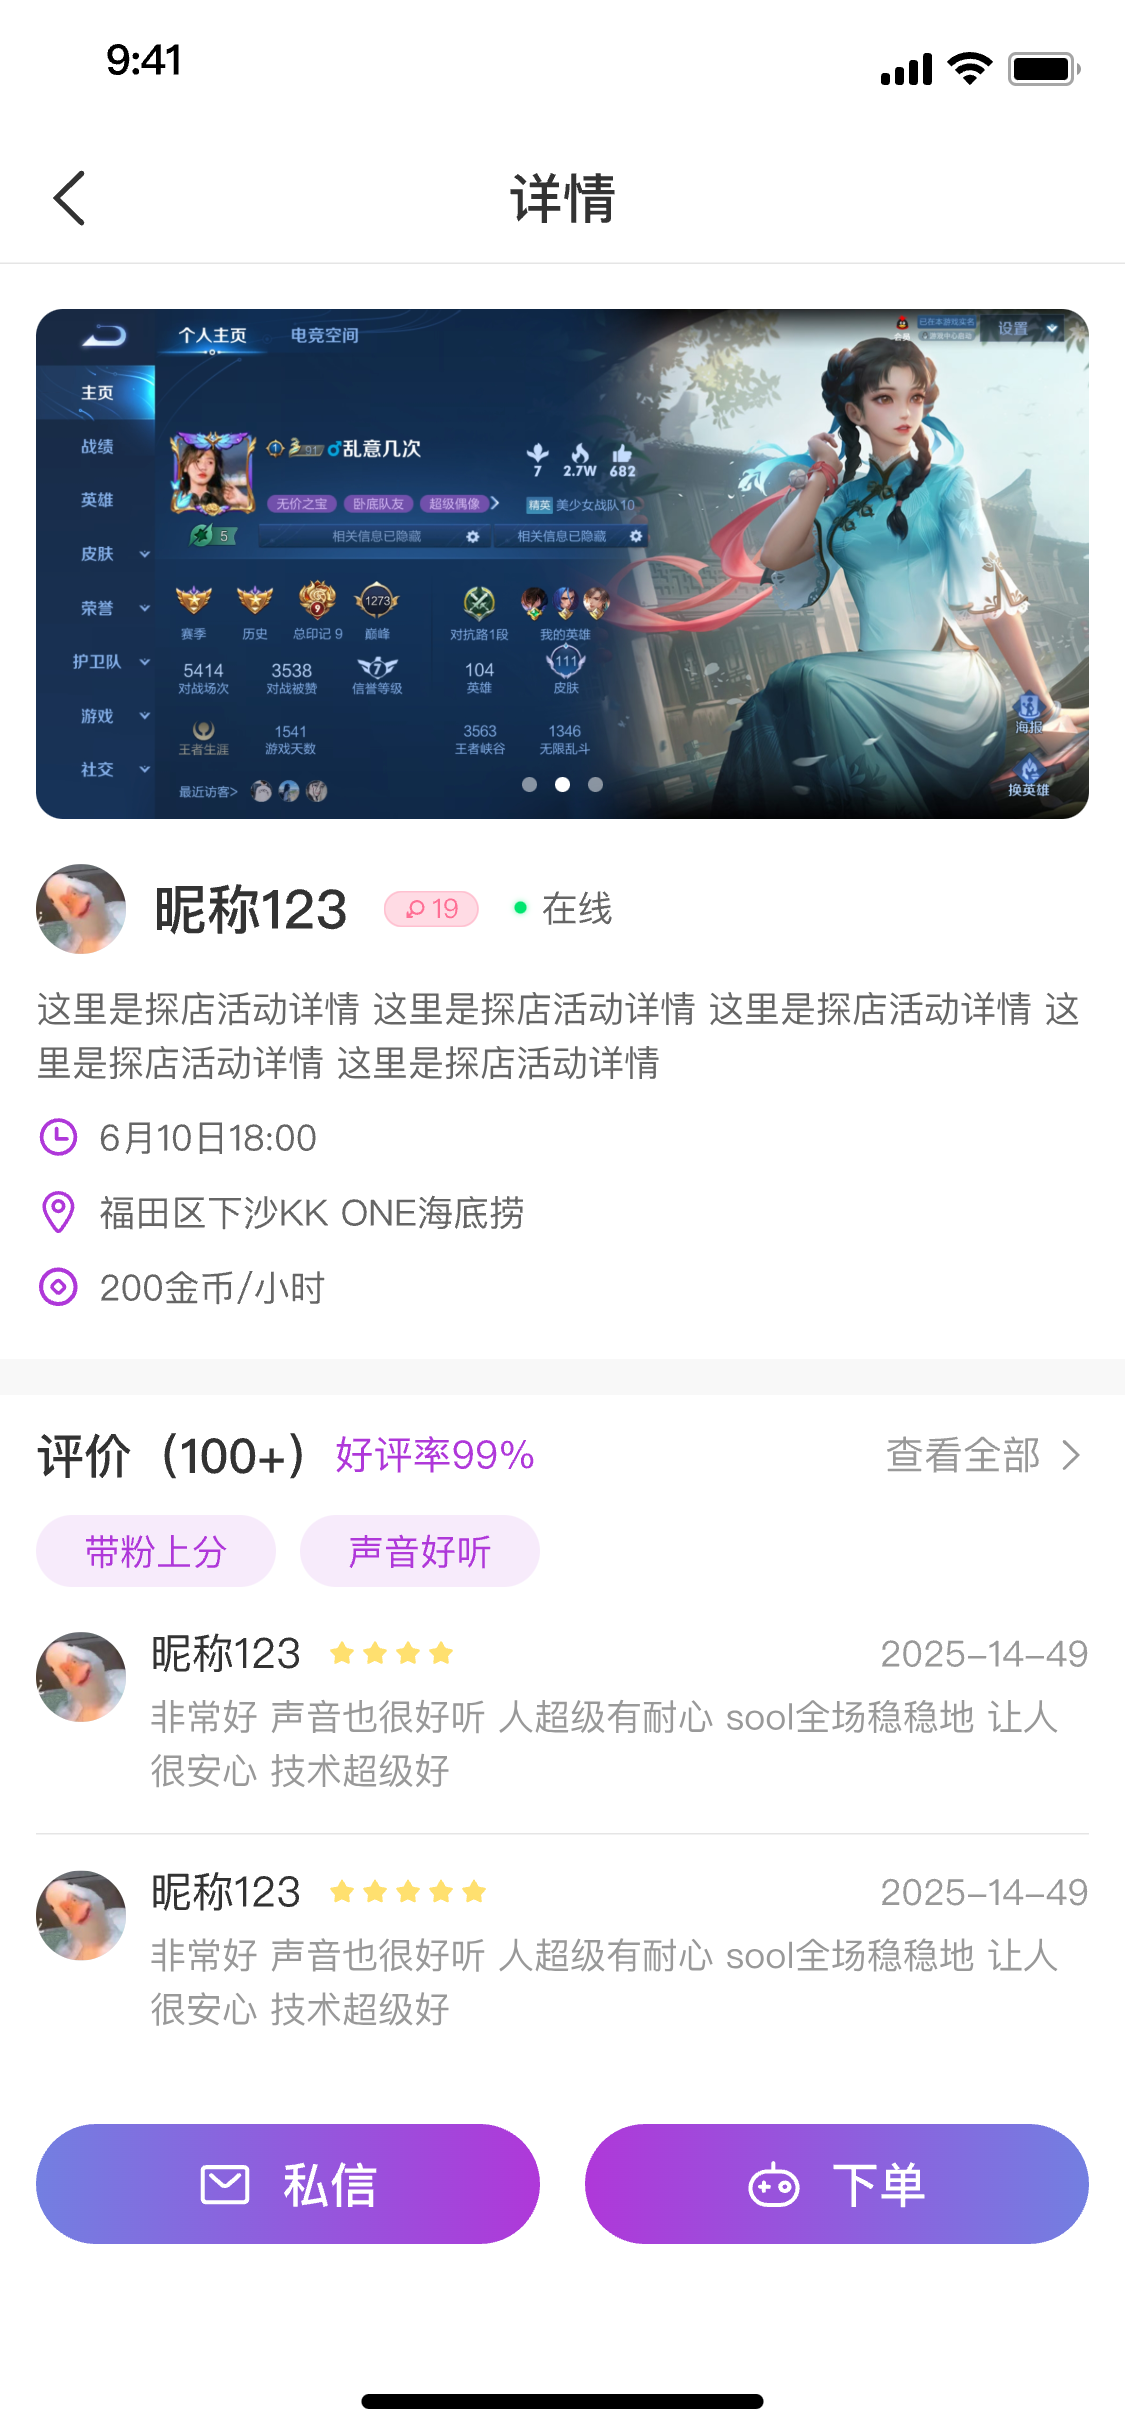 9:41
详情
个人主页 电竞空间
设置
主页
战绩
英雄
皮肤
荣誉
护卫队
游戏
社交
91 乱意几次
7 2.7W 682
无价之宝 卧底队友 超级偶像
精英 美少女战队10
5 相关信息已隐藏 相关信息已隐藏
9 1273
赛季 历史 总印记 9 巅峰 对抗路1段 我的英雄
5414 3538 7 104 111
对战场次 对战被赞 信誉等级 英雄 皮肤
1541 3563 1346
王者生涯 游戏天数 王者峡谷 无限乱斗
最近访客>
海报
换英雄
昵称123 19 在线
这里是探店活动详情 这里是探店活动详情 这里是探店活动详情 这
里是探店活动详情 这里是探店活动详情
6月10日18:00
福田区下沙KK ONE海底捞
200金币/小时
评价（100+） 好评率99% 查看全部
带粉上分 声音好听
昵称123 2025-14-49
非常好 声音也很好听 人超级有耐心 sool全场稳稳地 让人
很安心 技术超级好
昵称123 2025-14-49
非常好 声音也很好听 人超级有耐心 sool全场稳稳地 让人
很安心 技术超级好
私信 下单